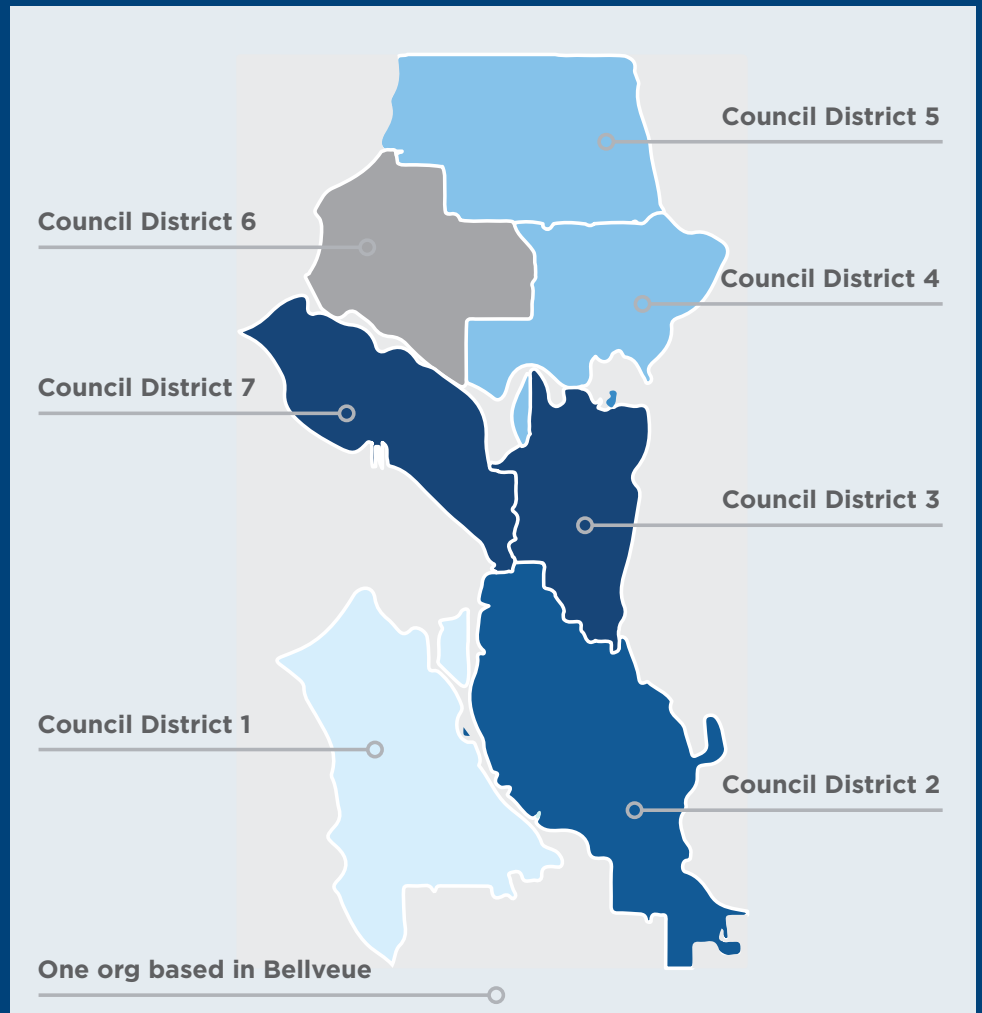 Council District 5
Council District 6
Council District 4
Council District 7
Council District 3
Council District 1
Council District 2
One org based in Bellveue